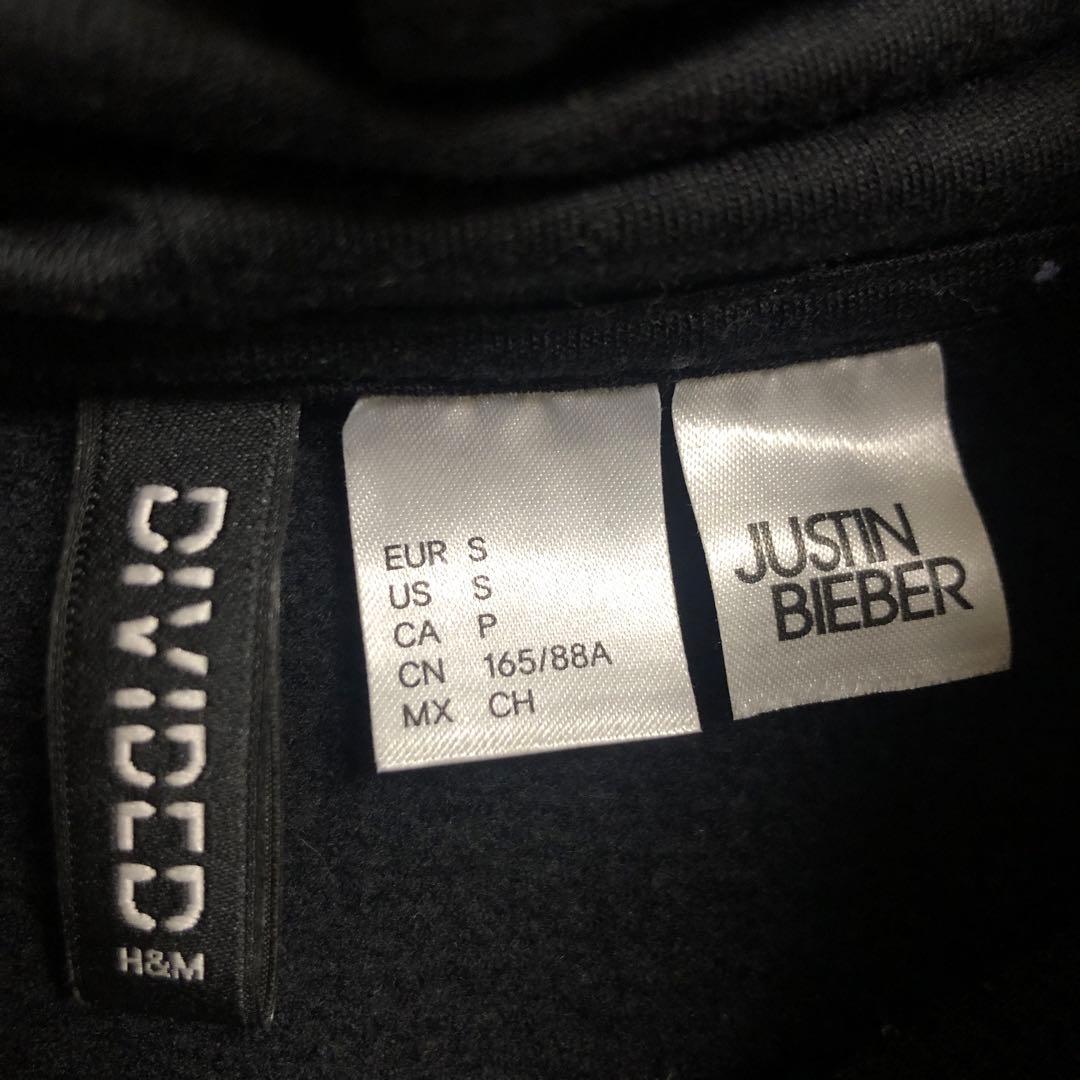 DIVIDED
H&M
EUR S
US S
CA P
CN 165/88A
MX CH
JUSTIN
BIEBER